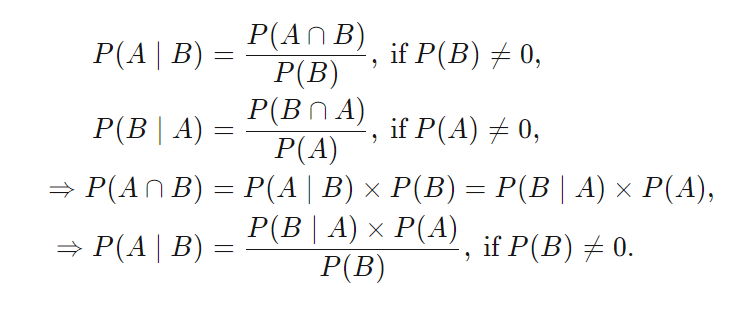 P(A | B) = P(A ∩ B) / P(B), if P(B) ≠ 0,
P(B | A) = P(B ∩ A) / P(A), if P(A) ≠ 0,
⇒ P(A ∩ B) = P(A | B) × P(B) = P(B | A) × P(A),
⇒ P(A | B) = P(B | A) × P(A) / P(B), if P(B) ≠ 0.